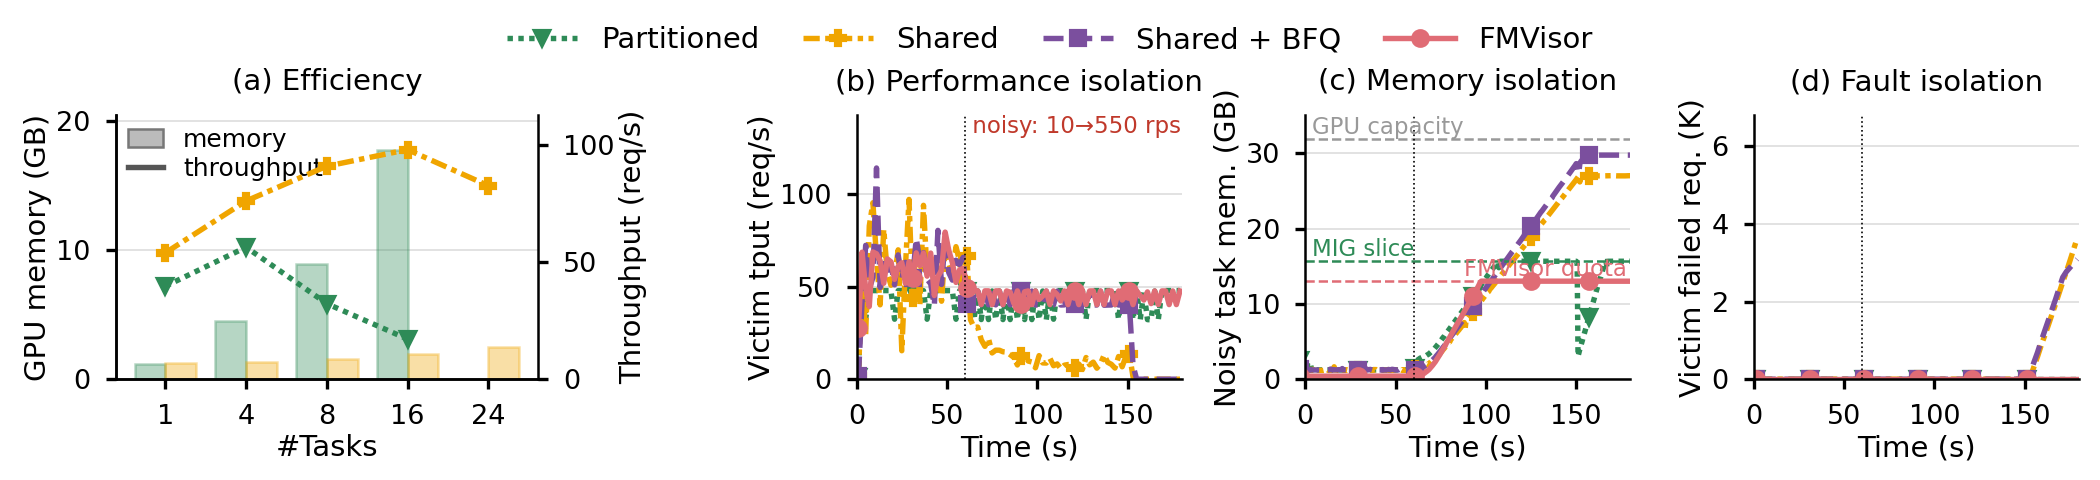 Partitioned
Shared
Shared + BFQ
FMVisor
(a) Efficiency
GPU memory (GB)
20
10
0
memory
throughput
100
50
0
Throughput (req/s)
1
4
8
16
24
#Tasks
(b) Performance isolation
Victim tput (req/s)
100
50
0
noisy: 10→550 rps
0
50
100
150
Time (s)
(c) Memory isolation
Noisy task mem. (GB)
30
20
10
0
GPU capacity
MIG slice
FMVisor quota
0
50
100
150
Time (s)
(d) Fault isolation
Victim failed req. (K)
6
4
2
0
0
50
100
150
Time (s)